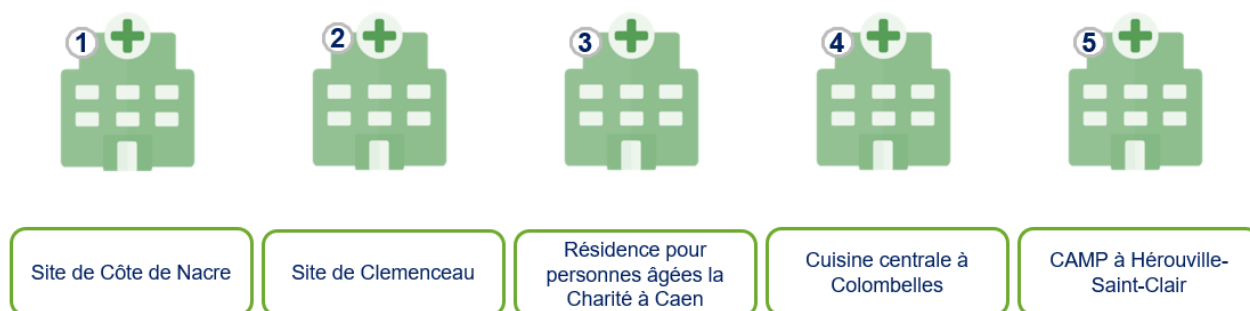 1
2
3
4
5
Site de Côte de Nacre
Site de Clemenceau
Résidence pour
personnes âgées la
Charité à Caen
Cuisine centrale à
Colombelles
CAMP à Hérouville-
Saint-Clair